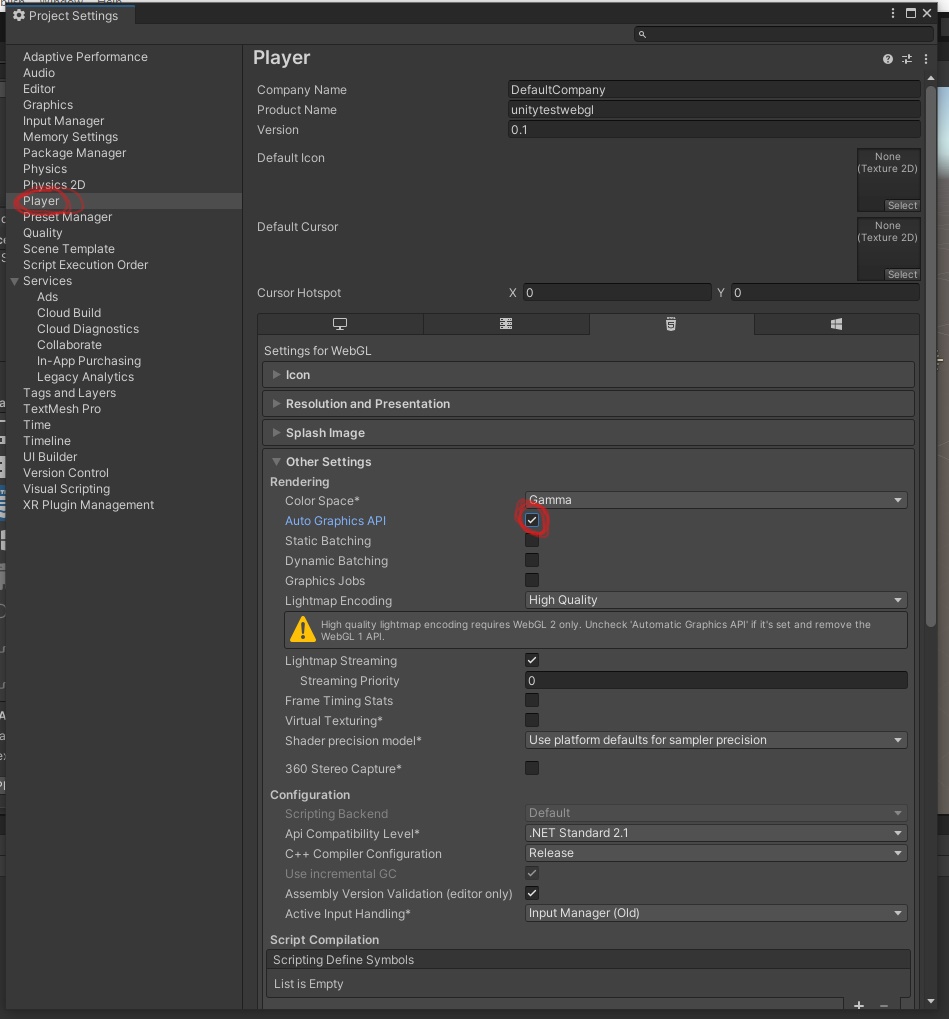 Project Settings
Adaptive Performance
Audio
Editor
Graphics
Input Manager
Memory Settings
Package Manager
Physics
Physics 2D
Player
Preset Manager
Quality
Scene Template
Script Execution Order
Services
Ads
Cloud Build
Cloud Diagnostics
Collaborate
In-App Purchasing
Legacy Analytics
Tags and Layers
TextMesh Pro
Time
Timeline
UI Builder
Version Control
Visual Scripting
XR Plugin Management
Player
Company Name DefaultCompany
Product Name unitytestwebgl
Version 0.1
Default Icon
None
(Texture 2D)
Select
Default Cursor
None
(Texture 2D)
Select
Cursor Hotspot X 0 Y 0
Settings for WebGL
Icon
Resolution and Presentation
Splash Image
Other Settings
Rendering
Color Space* Gamma
Auto Graphics API
Static Batching
Dynamic Batching
Graphics Jobs
Lightmap Encoding High Quality
High quality lightmap encoding requires WebGL 2 only. Uncheck 'Automatic Graphics API' if it's set and remove the
WebGL 1 API.
Lightmap Streaming
Streaming Priority 0
Frame Timing Stats
Virtual Texturing*
Shader precision model* Use platform defaults for sampler precision
360 Stereo Capture*
Configuration
Scripting Backend Default
Api Compatibility Level* .NET Standard 2.1
C++ Compiler Configuration Release
Use incremental GC
Assembly Version Validation (editor only)
Active Input Handling* Input Manager (Old)
Script Compilation
Scripting Define Symbols
List is Empty